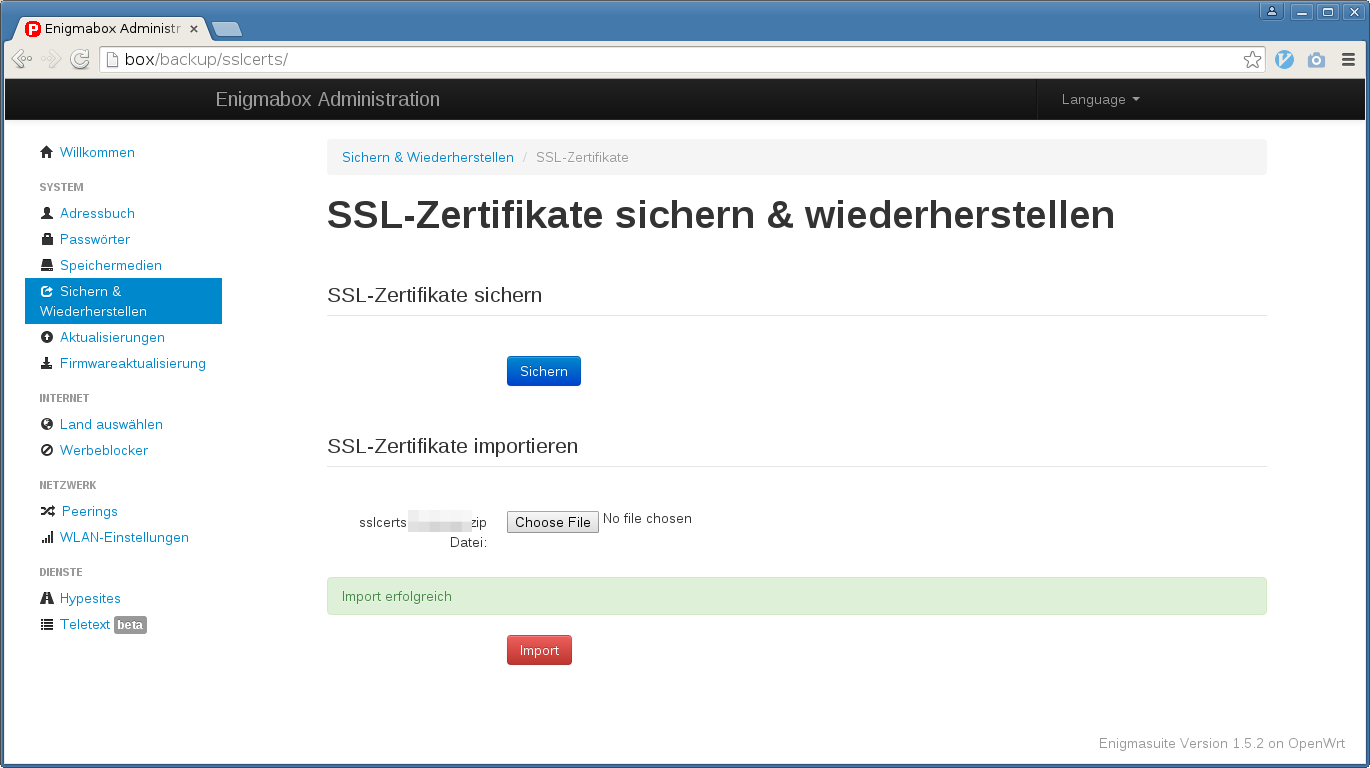 Enigmabox Administr
box/backup/sslcerts/
Enigmabox Administration
Language
Willkommen
SYSTEM
Adressbuch
Passwörter
Speichermedien
Sichern &
Wiederherstellen
Aktualisierungen
Firmwareaktualisierung
INTERNET
Land auswählen
Werbeblocker
NETZWERK
Peerings
WLAN-Einstellungen
DIENSTE
Hypesites
Teletext beta
Sichern & Wiederherstellen / SSL-Zertifikate
SSL-Zertifikate sichern & wiederherstellen
SSL-Zertifikate sichern
Sichern
SSL-Zertifikate importieren
sslcerts zip
Datei:
Choose File No file chosen
Import erfolgreich
Import
Enigmasuite Version 1.5.2 on OpenWrt